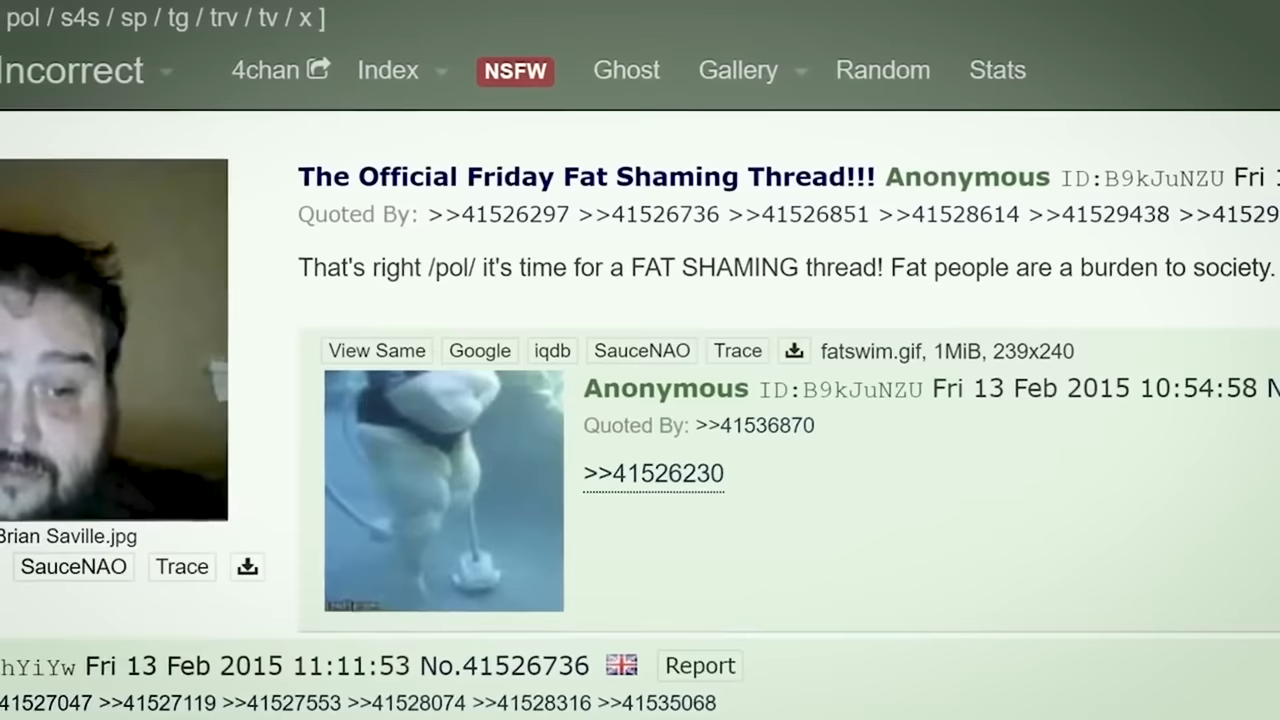 pol / s4s / sp / tg / trv / tv / x ]
Incorrect 4chan Index NSFW Ghost Gallery Random Stats
The Official Friday Fat Shaming Thread!!! Anonymous ID:B9kJuNZU Fri 1
Quoted By: >>41526297 >>41526736 >>41526851 >>41528614 >>41529438 >>41529
That's right /pol/ it's time for a FAT SHAMING thread! Fat people are a burden to society.
View Same Google iqdb SauceNAO Trace fatswim.gif, 1MiB, 239x240
Anonymous ID:B9kJuNZU Fri 13 Feb 2015 10:54:58 N
Quoted By: >>41536870
>>41526230
Brian Saville.jpg
SauceNAO Trace
hYiYw Fri 13 Feb 2015 11:11:53 No.41526736 Report
41527047 >>41527119 >>41527553 >>41528074 >>41528316 >>41535068